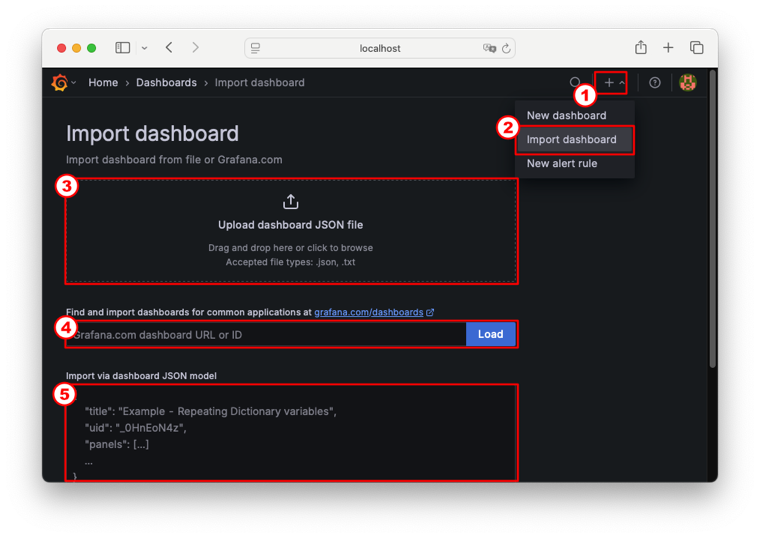 localhost
Home › Dashboards › Import dashboard
1
New dashboard
2
Import dashboard
New alert rule
Import dashboard
Import dashboard from file or Grafana.com
3
Upload dashboard JSON file
Drag and drop here or click to browse
Accepted file types: .json, .txt
Find and import dashboards for common applications at grafana.com/dashboards
4
Grafana.com dashboard URL or ID
Load
Import via dashboard JSON model
5
"title": "Example - Repeating Dictionary variables",
"uid": "_0HnEoN4z",
"panels": [...]
...
}